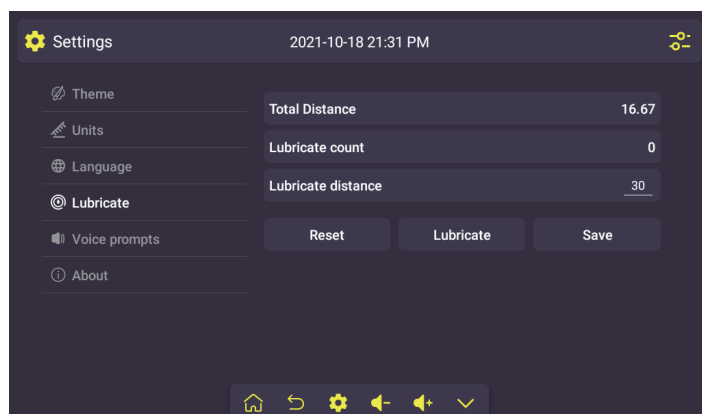 Settings 2021-10-18 21:31 PM
Theme
Units
Language
Lubricate
Voice prompts
About
Total Distance 16.67
Lubricate count 0
Lubricate distance 30
Reset Lubricate Save